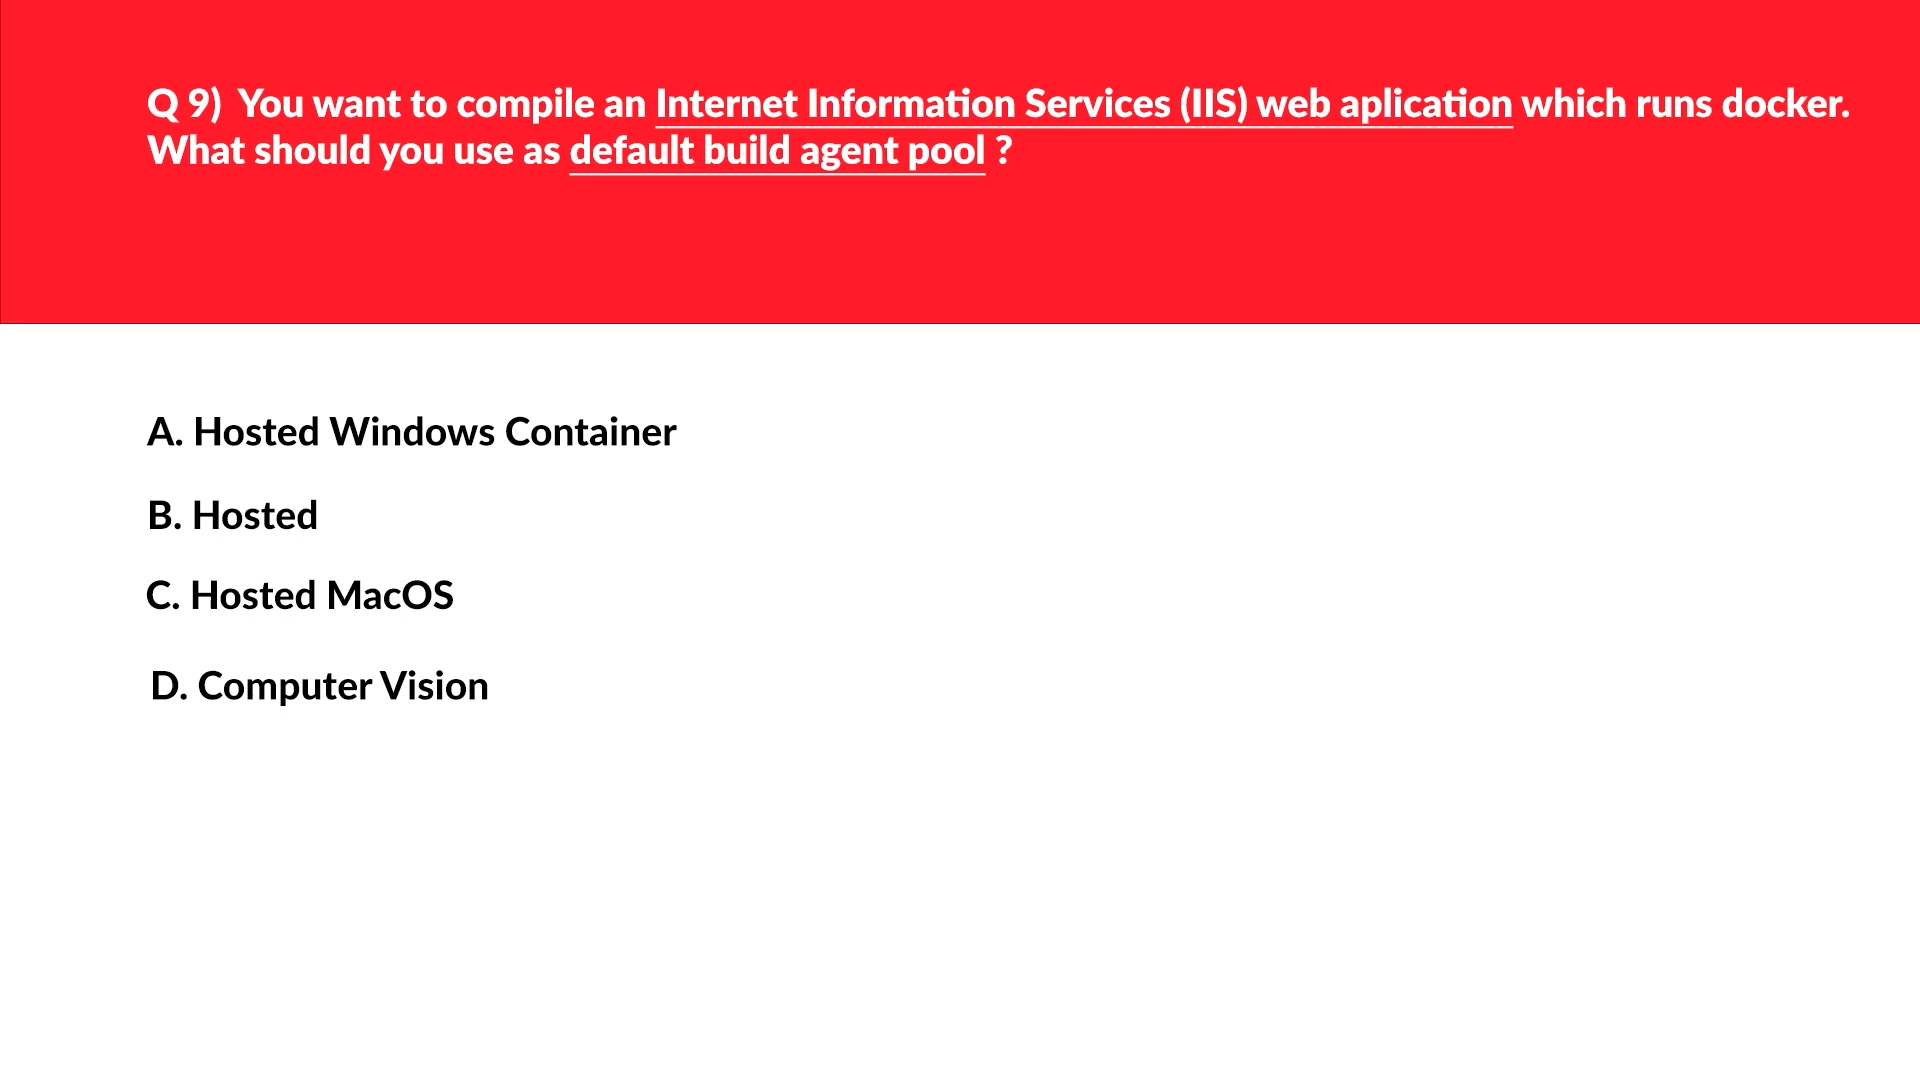 Q 9) You want to compile an Internet Information Services (IIS) web aplication which runs docker.
What should you use as default build agent pool ?
A. Hosted Windows Container
B. Hosted
C. Hosted MacOS
D. Computer Vision